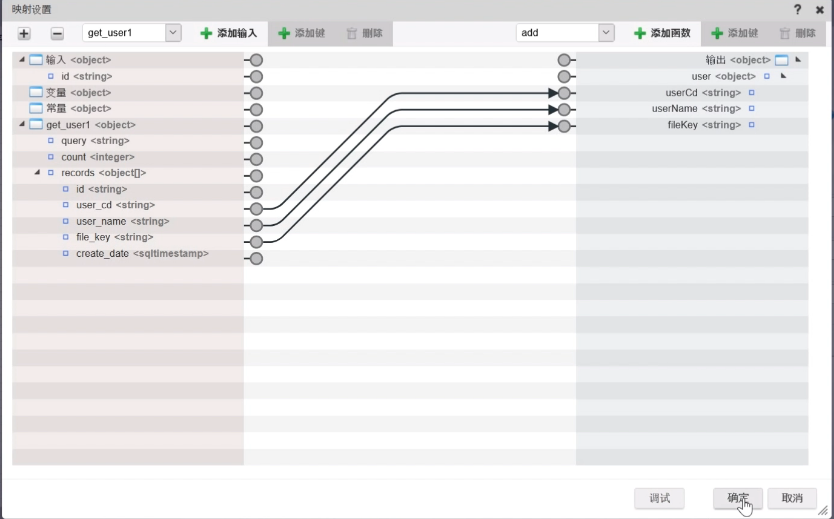 映射设置
get_user1 添加输入 添加键 删除 add 添加函数 添加键 删除
输入 <object> 输出 <object>
id <string> user <object>
变量 <object> userCd <string>
常量 <object> userName <string>
get_user1 <object> fileKey <string>
query <string>
count <integer>
records <object[]>
id <string>
user_cd <string>
user_name <string>
file_key <string>
create_date <sqltimestamp>
调试 确定 取消